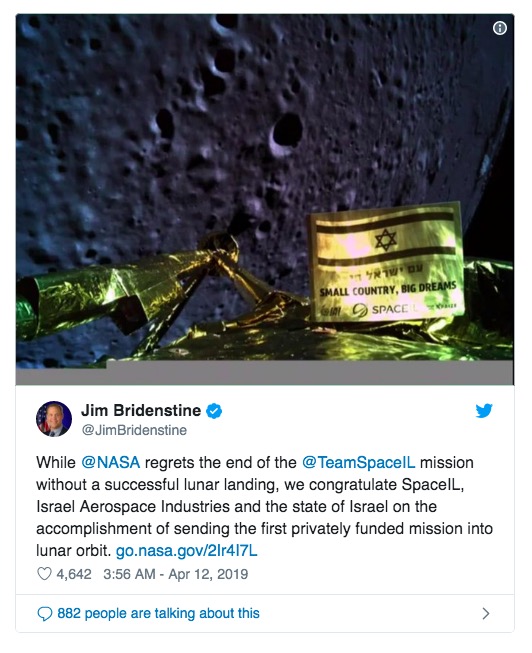 עם ישראל חי
SMALL COUNTRY, BIG DREAMS
SPACEIL
Jim Bridenstine
@JimBridenstine
While @NASA regrets the end of the @TeamSpaceIL mission
without a successful lunar landing, we congratulate SpaceIL,
Israel Aerospace Industries and the state of Israel on the
accomplishment of sending the first privately funded mission into
lunar orbit. go.nasa.gov/2Ir4I7L
4,642 3:56 AM - Apr 12, 2019
882 people are talking about this